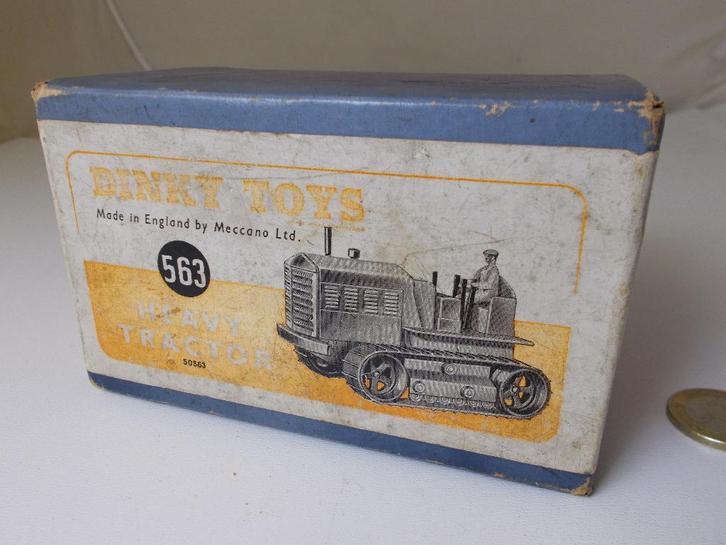 DINKY TOYS
Made in England by Meccano Ltd.
563
HEAVY
TRACTOR
50563